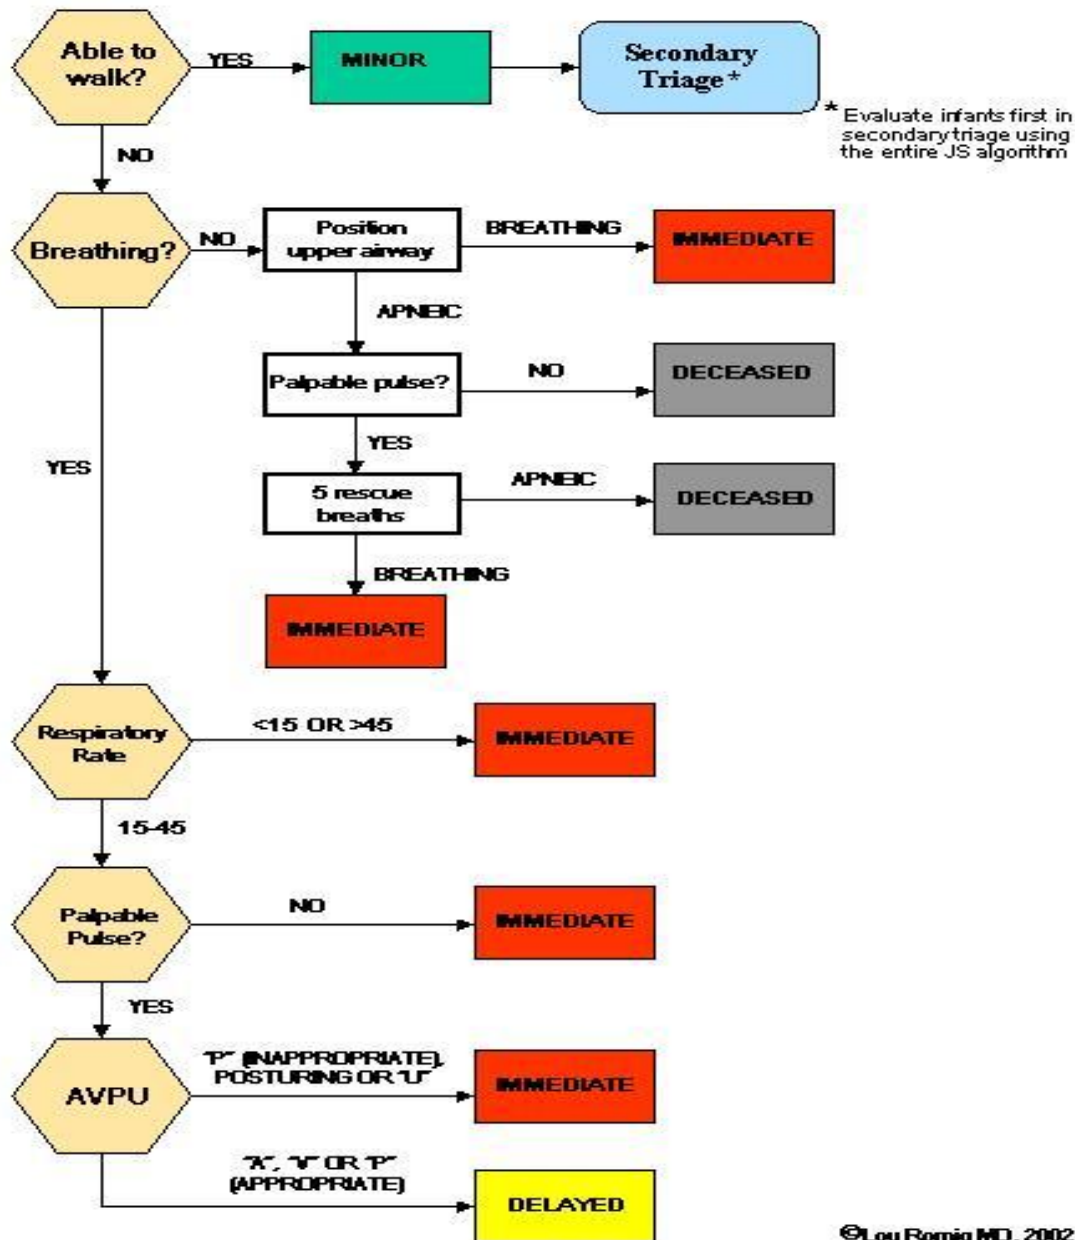 Able to
walk?
YES
MINOR
Secondary
Triage*
* Evaluate infants first in
secondary triage using
the entire JS algorithm
NO
Breathing?
NO
Position
upper airway
BREATHING
IMMEDIATE
APNEIC
Palpable pulse?
NO
DECEASED
YES
5 rescue
breaths
APNEIC
DECEASED
BREATHING
IMMEDIATE
YES
Respiratory
Rate
<15 OR >45
IMMEDIATE
15-45
Palpable
Pulse?
NO
IMMEDIATE
YES
AVPU
"P" (INAPPROPRIATE),
POSTURING OR "U"
IMMEDIATE
"A", "V" OR "P"
(APPROPRIATE)
DELAYED
©Lou Romig MD, 2002